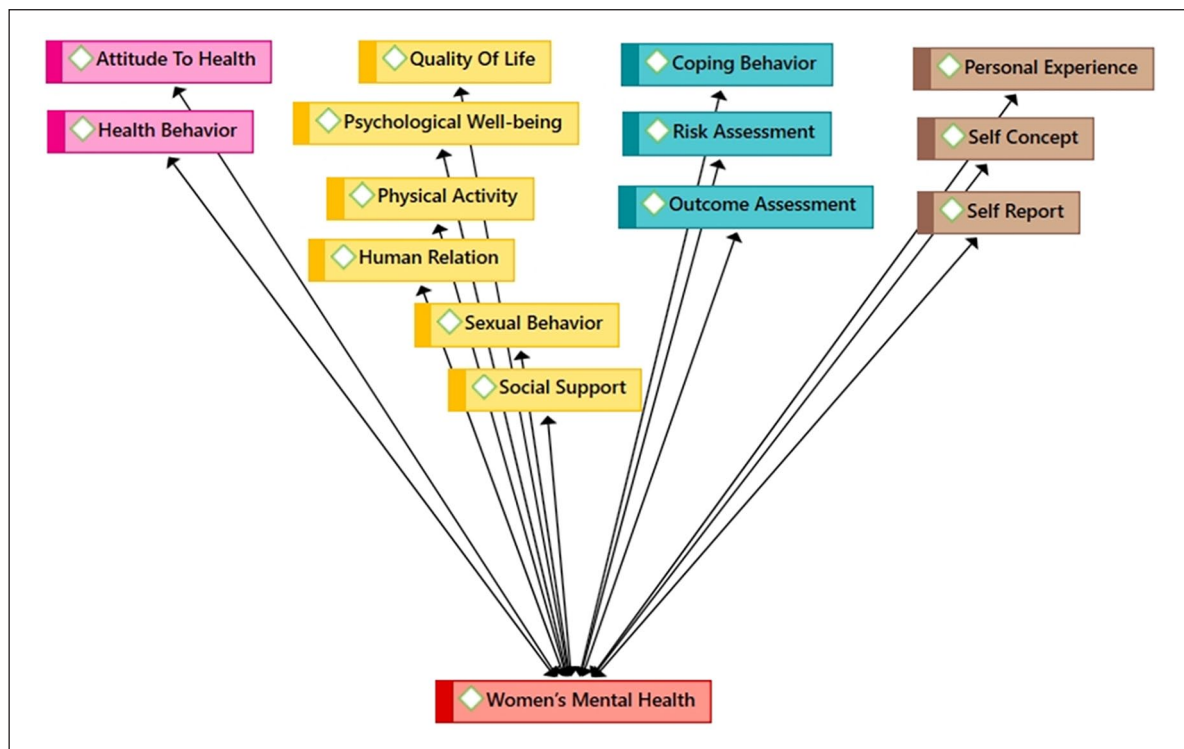 Attitude To Health
Health Behavior
Quality Of Life
Psychological Well-being
Physical Activity
Human Relation
Sexual Behavior
Social Support
Coping Behavior
Risk Assessment
Outcome Assessment
Personal Experience
Self Concept
Self Report
Women's Mental Health